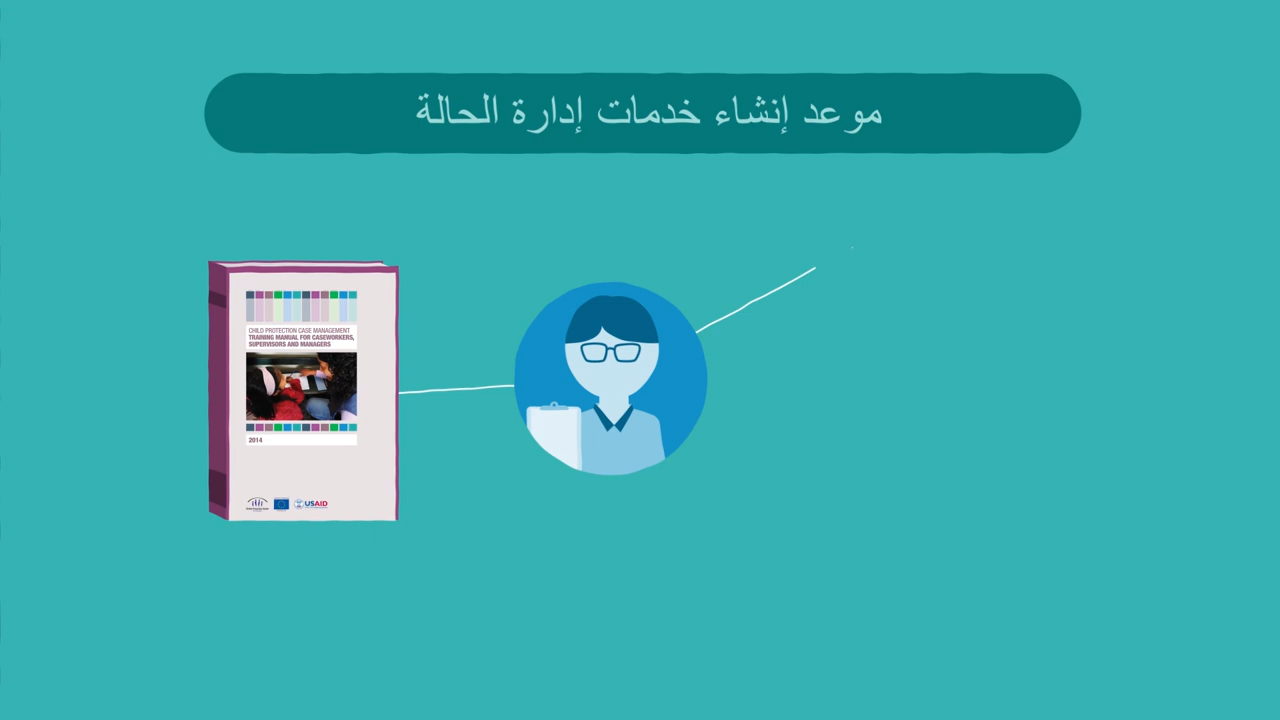 موعد إنشاء خدمات إدارة الحالة
CHILD PROTECTION CASE MANAGEMENT
TRAINING MANUAL FOR CASEWORKERS,
SUPERVISORS AND MANAGERS
2014
USAID